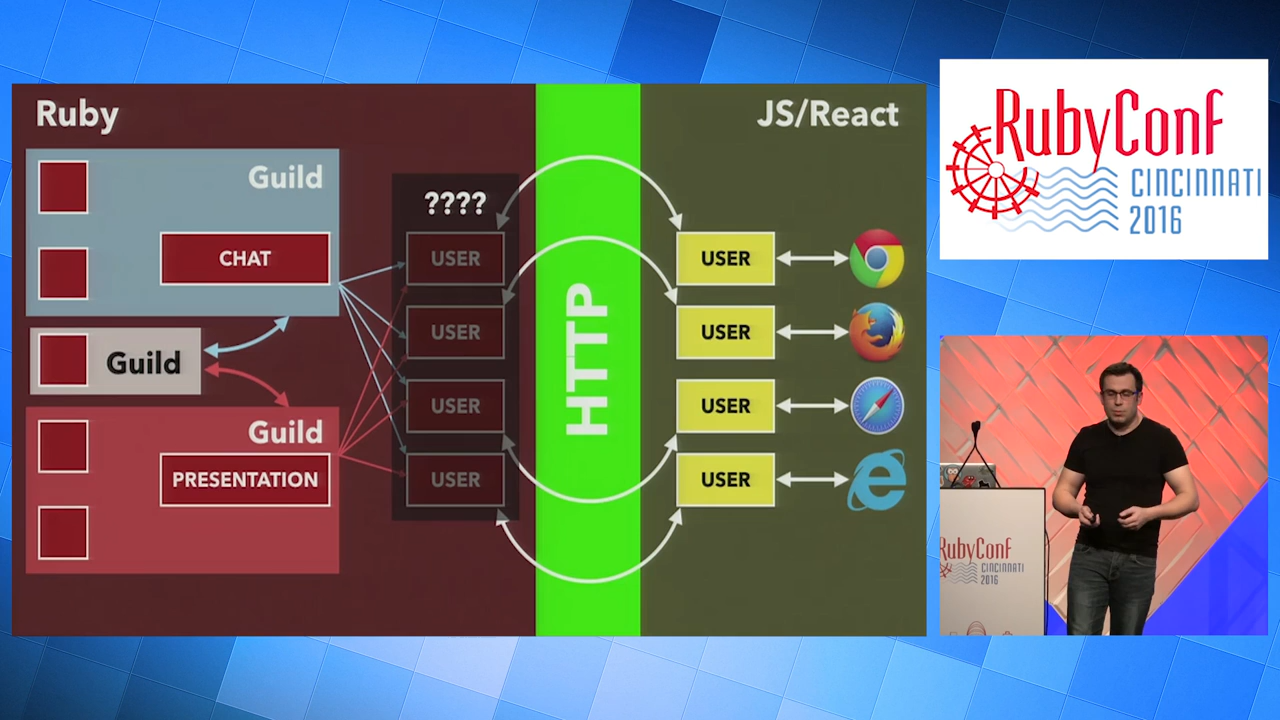 Ruby
JS/React
Guild
CHAT
Guild
Guild
PRESENTATION
????
USER
USER
USER
USER
HTTP
USER
USER
USER
USER
RubyConf
CINCINNATI
2016
RubyConf
CINCINNATI
2016